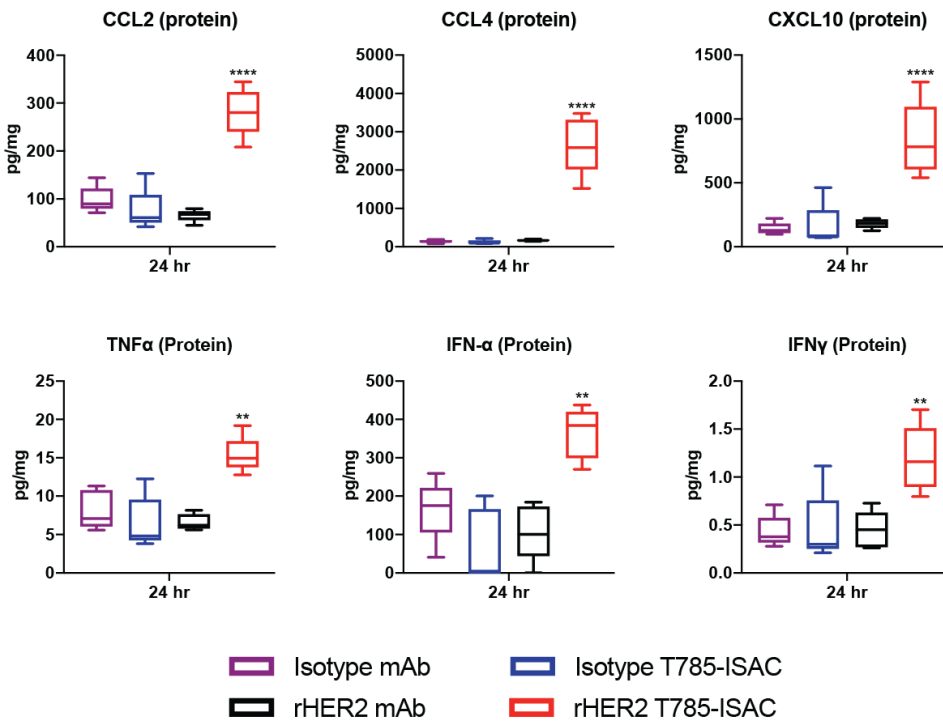 CCL2 (protein)
400
300
200
100
0
pg/mg
****
24 hr
CCL4 (protein)
5000
4000
3000
2000
1000
0
pg/mg
****
24 hr
CXCL10 (protein)
1500
1000
500
0
pg/mg
****
24 hr
TNFα (Protein)
25
20
15
10
5
0
pg/mg
**
24 hr
IFN-α (Protein)
500
400
300
200
100
0
pg/mg
**
24 hr
IFNγ (Protein)
2.0
1.5
1.0
0.5
0.0
pg/mg
**
24 hr
Isotype mAb
Isotype T785-ISAC
rHER2 mAb
rHER2 T785-ISAC